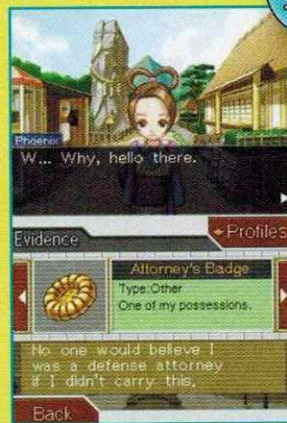 Phoenix
W... Why, hello there.
Evidence
Profiles
Attorney's Badge
Type:Other
One of my possessions.
No one would believe I
was a defense attorney
if I didn't carry this.
Back